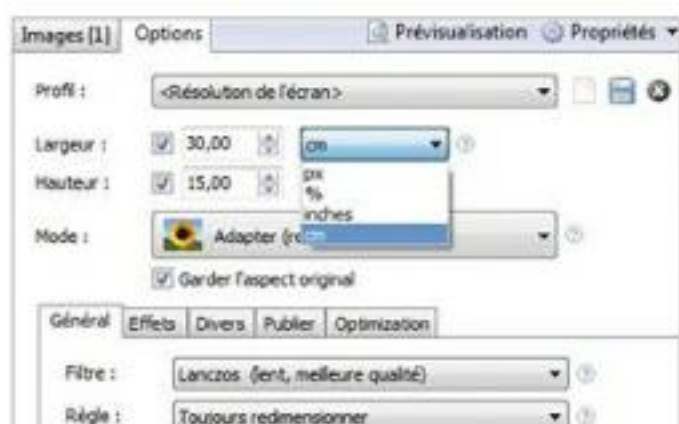 Images [1] Options Prévisualisation Propriétés
Profil : <Résolution de l'écran>
Largeur : 30,00 cm
px
Hauteur : 15,00
%
inches
cm
Mode : Adapter (re
Garder l'aspect original
Général Effets Divers Publier Optimization
Filtre : Lanczos (lent, meilleure qualité)
Règle : Toujours redimensionner